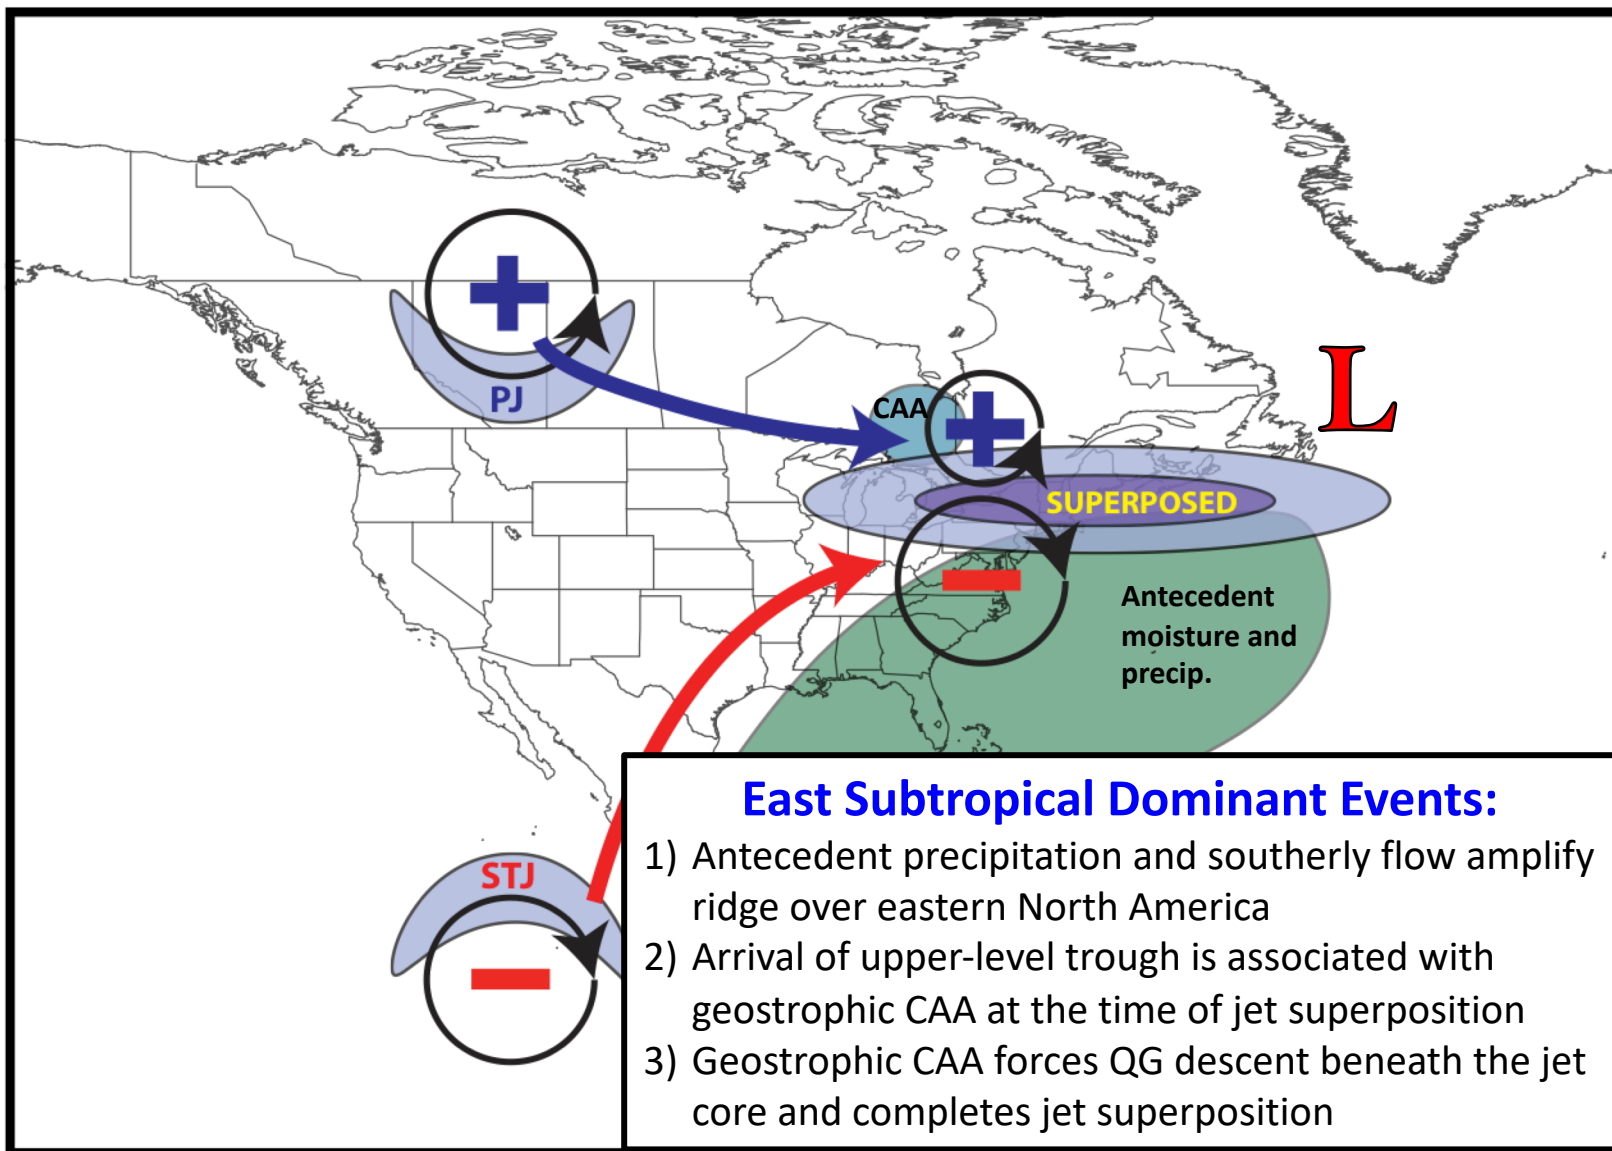 PJ
CAA
L
SUPERPOSED
Antecedent
moisture and
precip.
STJ
East Subtropical Dominant Events:
1) Antecedent precipitation and southerly flow amplify
ridge over eastern North America
2) Arrival of upper-level trough is associated with
geostrophic CAA at the time of jet superposition
3) Geostrophic CAA forces QG descent beneath the jet
core and completes jet superposition